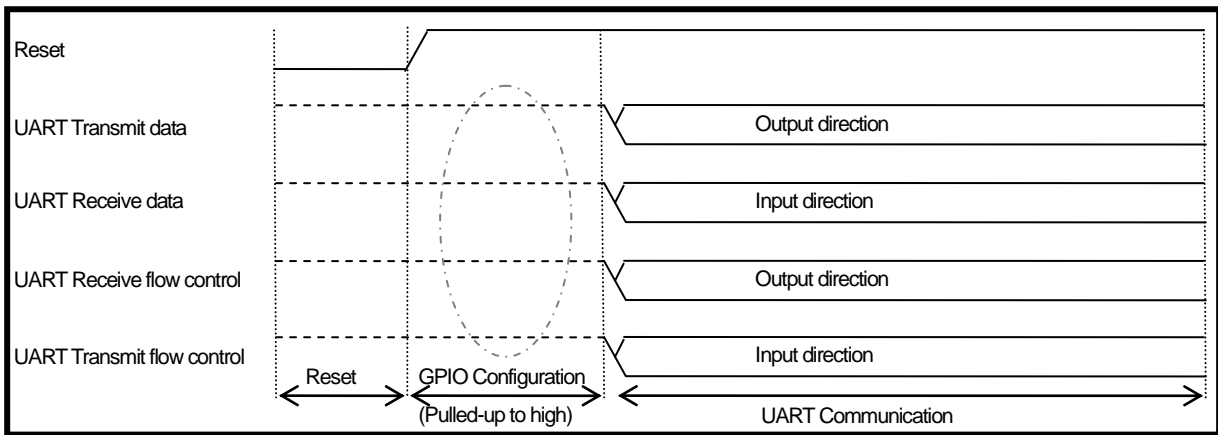 Reset
UART Transmit data
Output direction
UART Receive data
Input direction
UART Receive flow control
Output direction
UART Transmit flow control
Input direction
Reset
GPIO Configuration
(Pulled-up to high)
UART Communication